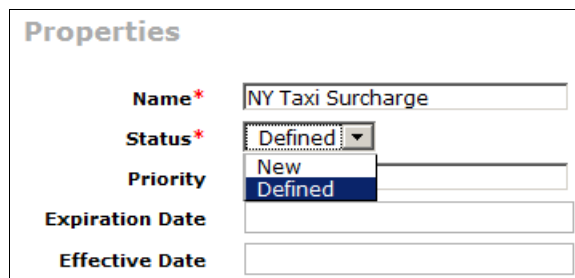 Properties
Name* NY Taxi Surcharge
Status* Defined
New
Priority
Defined
Expiration Date
Effective Date